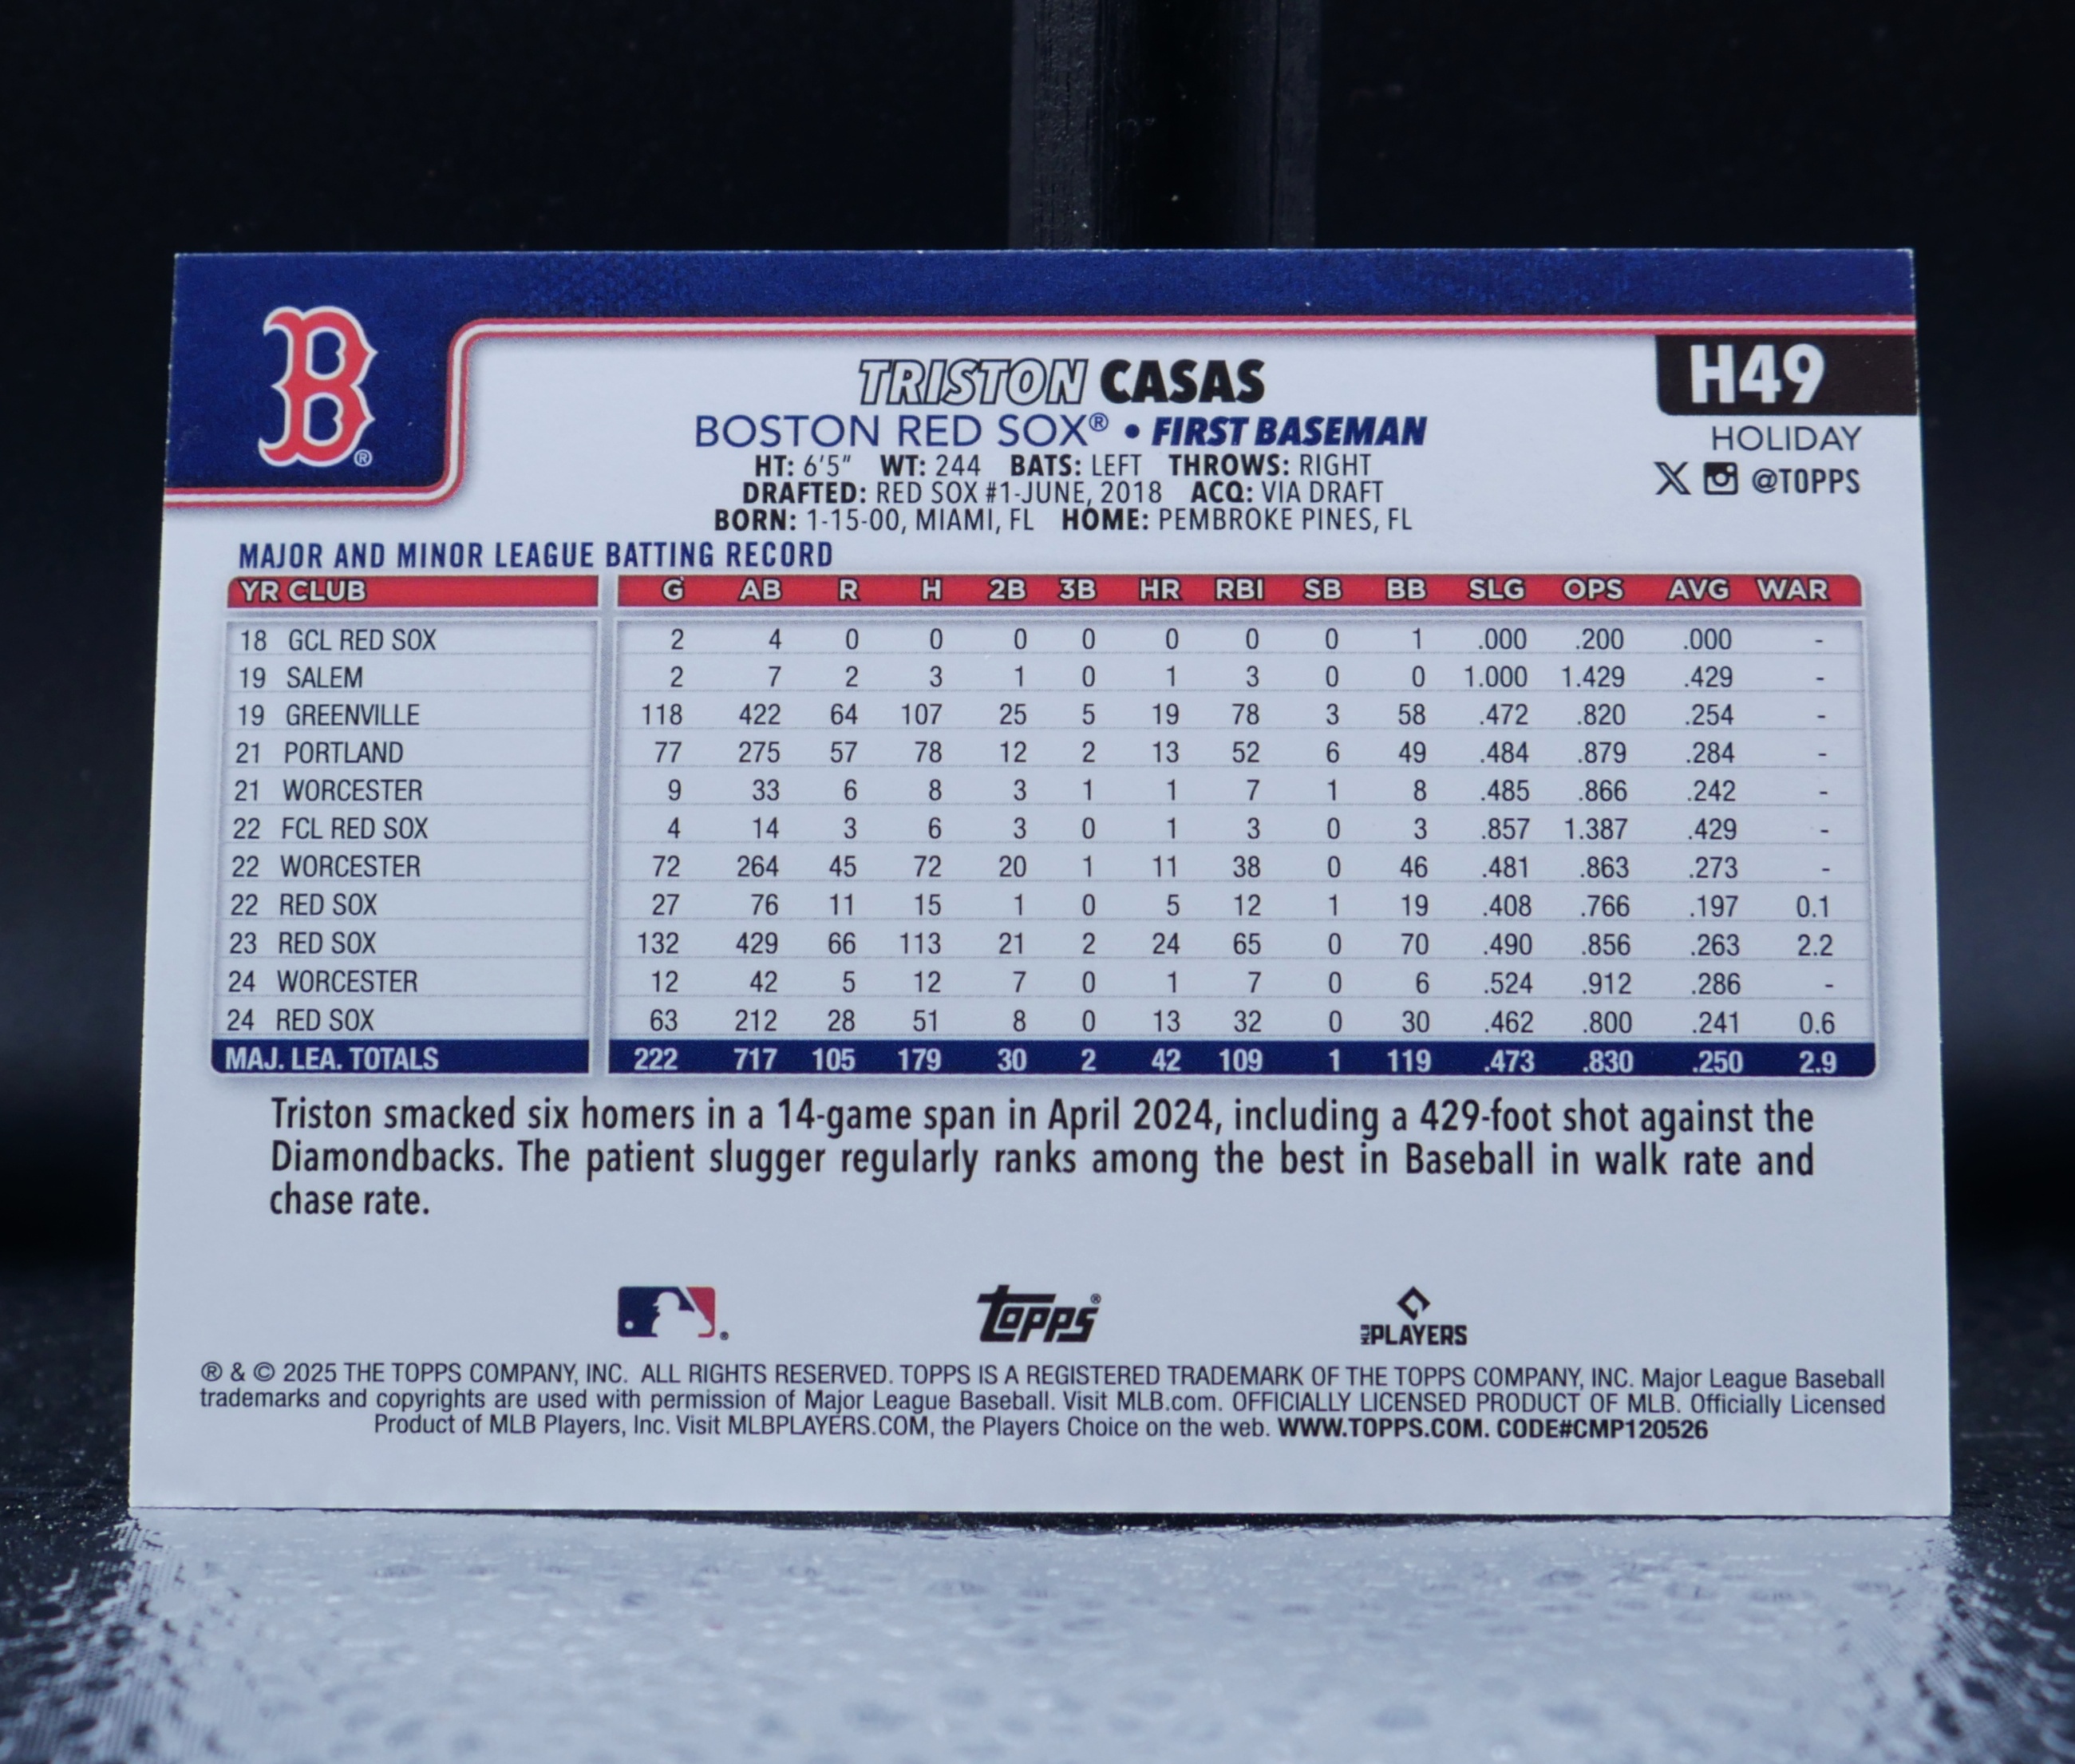 B®
TRISTON CASAS
H49
BOSTON RED SOX® • FIRST BASEMAN
HOLIDAY
HT: 6'5" WT: 244 BATS: LEFT THROWS: RIGHT
X @TOPPS
DRAFTED: RED SOX #1-JUNE, 2018 ACQ: VIA DRAFT
BORN: 1-15-00, MIAMI, FL HOME: PEMBROKE PINES, FL
MAJOR AND MINOR LEAGUE BATTING RECORD
YR CLUB G AB R H 2B 3B HR RBI SB BB SLG OPS AVG WAR
18 GCL RED SOX 2 4 0 0 0 0 0 0 0 1 .000 .200 .000 -
19 SALEM 2 7 2 3 1 0 1 3 0 0 1.000 1.429 .429 -
19 GREENVILLE 118 422 64 107 25 5 19 78 3 58 .472 .820 .254 -
21 PORTLAND 77 275 57 78 12 2 13 52 6 49 .484 .879 .284 -
21 WORCESTER 9 33 6 8 3 1 1 7 1 8 .485 .866 .242 -
22 FCL RED SOX 4 14 3 6 3 0 1 3 0 3 .857 1.387 .429 -
22 WORCESTER 72 264 45 72 20 1 11 38 0 46 .481 .863 .273 -
22 RED SOX 27 76 11 15 1 0 5 12 1 19 .408 .766 .197 0.1
23 RED SOX 132 429 66 113 21 2 24 65 0 70 .490 .856 .263 2.2
24 WORCESTER 12 42 5 12 7 0 1 7 0 6 .524 .912 .286 -
24 RED SOX 63 212 28 51 8 0 13 32 0 30 .462 .800 .241 0.6
MAJ. LEA. TOTALS 222 717 105 179 30 2 42 109 1 119 .473 .830 .250 2.9
Triston smacked six homers in a 14-game span in April 2024, including a 429-foot shot against the
Diamondbacks. The patient slugger regularly ranks among the best in Baseball in walk rate and
chase rate.
topps® MLB PLAYERS
® & © 2025 THE TOPPS COMPANY, INC. ALL RIGHTS RESERVED. TOPPS IS A REGISTERED TRADEMARK OF THE TOPPS COMPANY, INC. Major League Baseball
trademarks and copyrights are used with permission of Major League Baseball. Visit MLB.com. OFFICIALLY LICENSED PRODUCT OF MLB. Officially Licensed
Product of MLB Players, Inc. Visit MLBPLAYERS.COM, the Players Choice on the web. WWW.TOPPS.COM. CODE#CMP120526